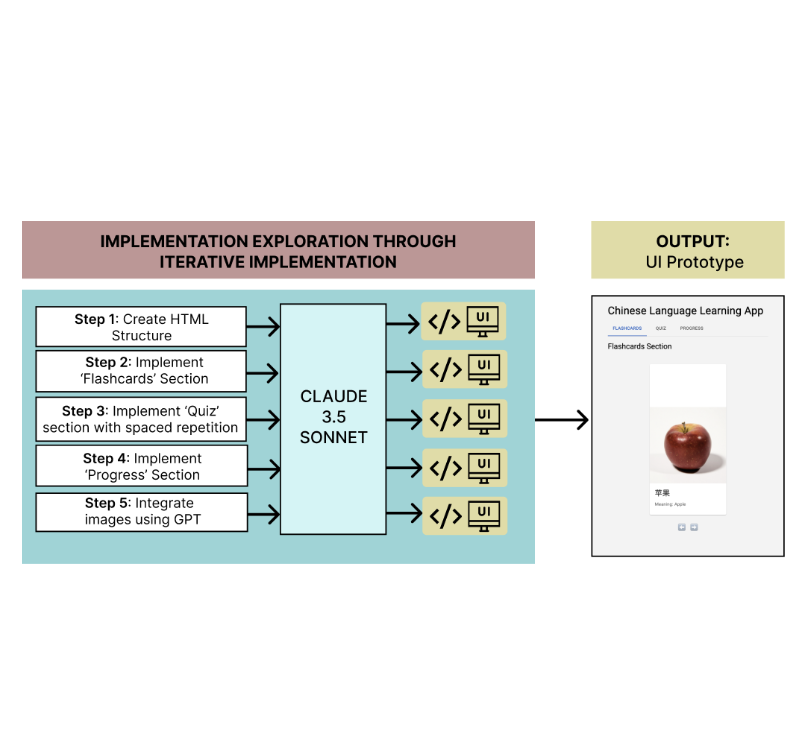 IMPLEMENTATION EXPLORATION THROUGH
ITERATIVE IMPLEMENTATION
Step 1: Create HTML
Structure
Step 2: Implement
‘Flashcards’ Section
Step 3: Implement ‘Quiz’
section with spaced repetition
Step 4: Implement
‘Progress’ Section
Step 5: Integrate
images using GPT
CLAUDE
3.5
SONNET
</> UI
</> UI
</> UI
</> UI
</> UI
OUTPUT:
UI Prototype
Chinese Language Learning App
FLASHCARDS QUIZ PROGRESS
Flashcards Section
苹果
Meaning: Apple